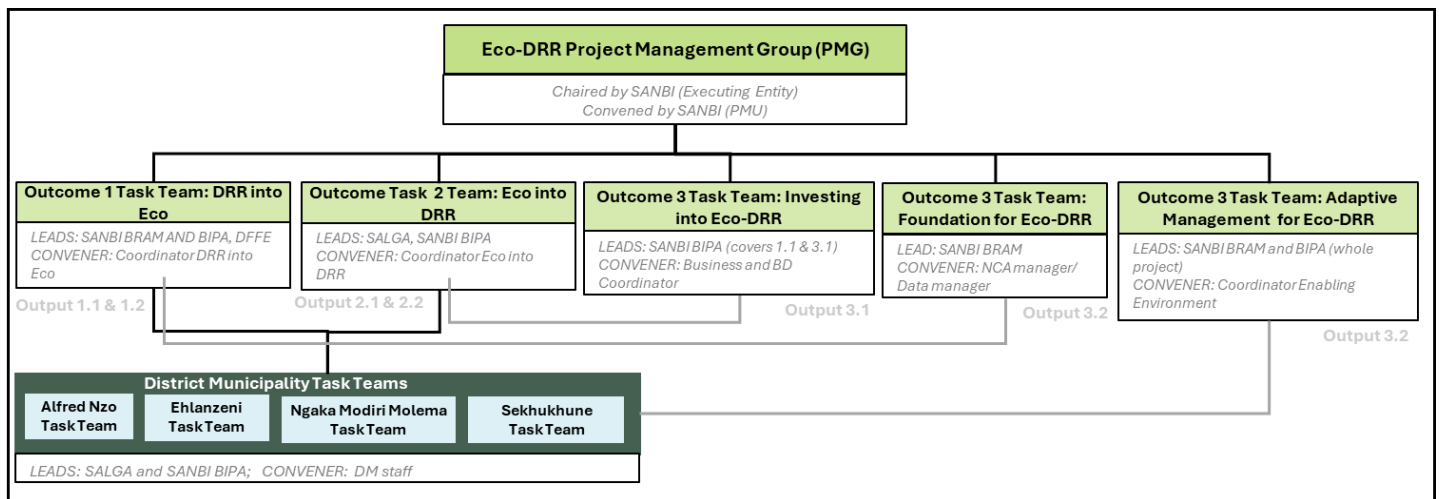 Eco-DRR Project Management Group (PMG)
Chaired by SANBI (Executing Entity)
Convened by SANBI (PMU)
Outcome 1 Task Team: DRR into
Eco
LEADS: SANBI BRAM AND BIPA, DFFE
CONVENER: Coordinator DRR into
Eco
Output 1.1 & 1.2
Outcome Task 2 Team: Eco into
DRR
LEADS: SALGA, SANBI BIPA
CONVENER: Coordinator Eco into
DRR
Output 2.1 & 2.2
Outcome 3 Task Team: Investing
into Eco-DRR
LEADS: SANBI BIPA (covers 1.1 & 3.1)
CONVENER: Business and BD
Coordinator
Output 3.1
Outcome 3 Task Team:
Foundation for Eco-DRR
LEAD: SANBI BRAM
CONVENER: NCA manager/
Data manager
Output 3.2
Outcome 3 Task Team: Adaptive
Management for Eco-DRR
LEADS: SANBI BRAM and BIPA (whole
project)
CONVENER: Coordinator Enabling
Environment
Output 3.2
District Municipality Task Teams
Alfred Nzo
Task Team
Ehlanzeni
Task Team
Ngaka Modiri Molema
Task Team
Sekhukhune
Task Team
LEADS: SALGA and SANBI BIPA; CONVENER: DM staff